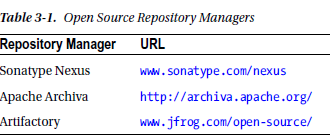 Table 3-1. Open Source Repository Managers
Repository Manager URL
Sonatype Nexus www.sonatype.com/nexus
Apache Archiva http://archiva.apache.org/
Artifactory www.jfrog.com/open-source/